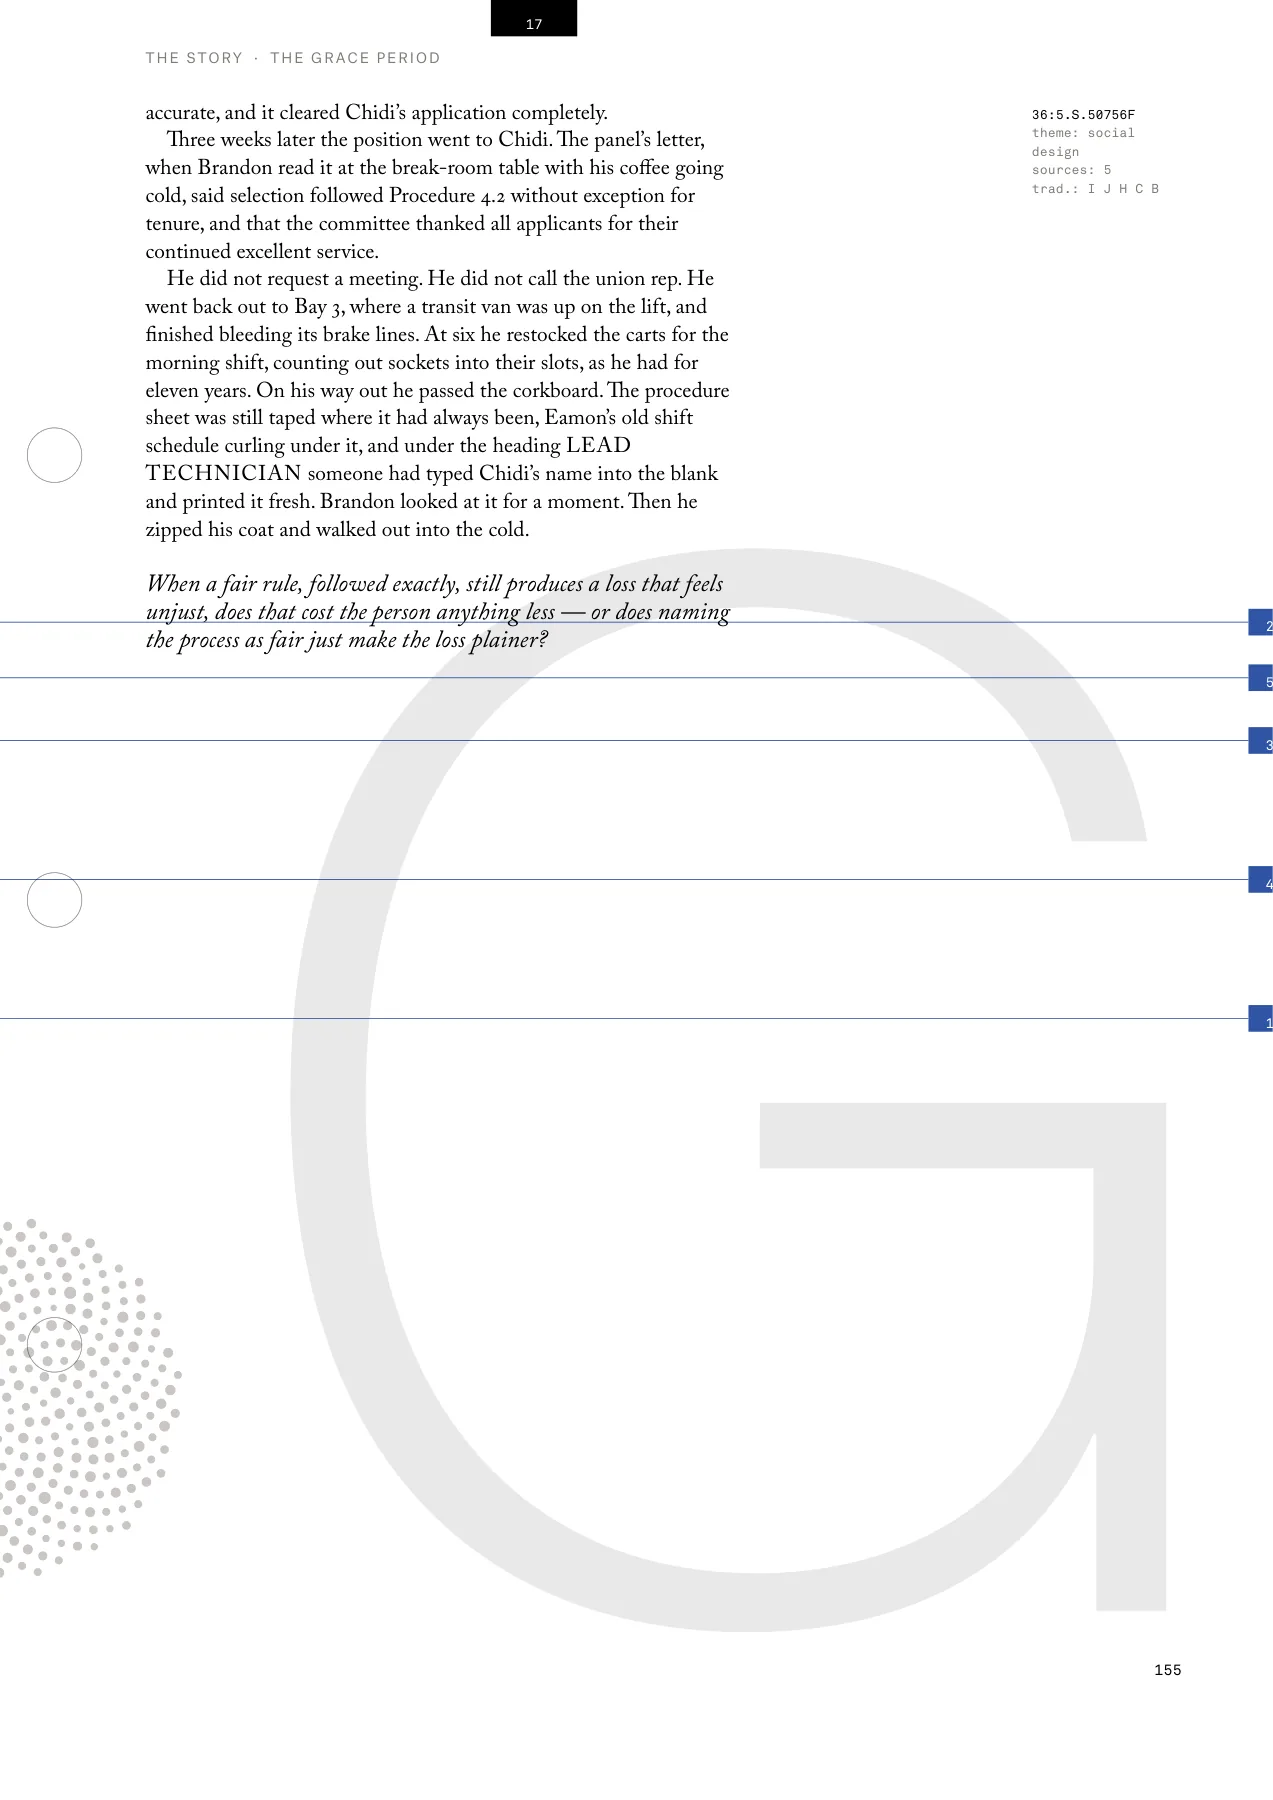 17
THE STORY · THE GRACE PERIOD
accurate, and it cleared Chidi’s application completely.
Three weeks later the position went to Chidi. The panel’s letter,
when Brandon read it at the break-room table with his coffee going
cold, said selection followed Procedure 4.2 without exception for
tenure, and that the committee thanked all applicants for their
continued excellent service.
He did not request a meeting. He did not call the union rep. He
went back out to Bay 3, where a transit van was up on the lift, and
finished bleeding its brake lines. At six he restocked the carts for the
morning shift, counting out sockets into their slots, as he had for
eleven years. On his way out he passed the corkboard. The procedure
sheet was still taped where it had always been, Eamon’s old shift
schedule curling under it, and under the heading LEAD
TECHNICIAN someone had typed Chidi’s name into the blank
and printed it fresh. Brandon looked at it for a moment. Then he
zipped his coat and walked out into the cold.
When a fair rule, followed exactly, still produces a loss that feels
unjust, does that cost the person anything less — or does naming
the process as fair just make the loss plainer?
36:5.S.50756F
theme: social
design
sources: 5
trad.: I J H C B
2
5
3
4
1
G
155